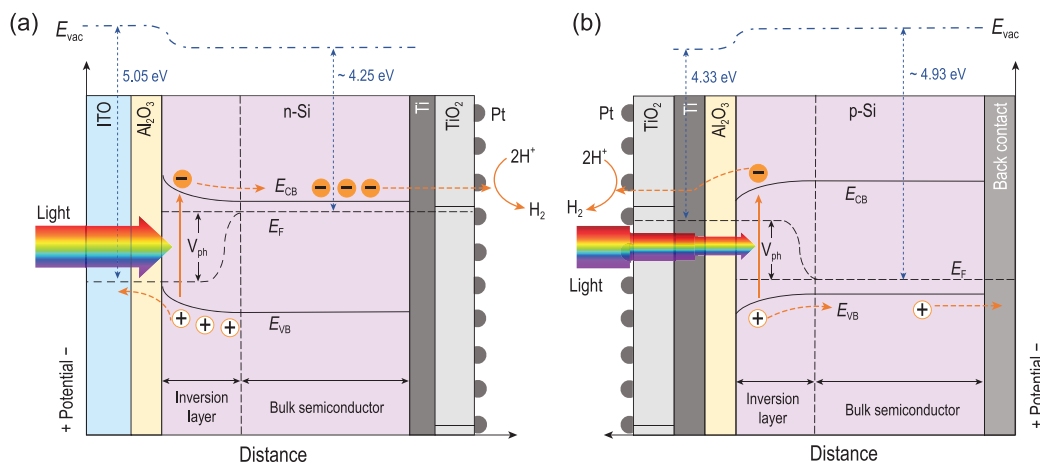 (a)
E_vac
5.05 eV
~ 4.25 eV
ITO
Al₂O₃
n-Si
Ti
TiO₂
Pt
2H⁺
H₂
E_CB
E_F
V_ph
E_VB
Light
Inversion
layer
Bulk semiconductor
+ Potential −
Distance
(b)
E_vac
4.33 eV
~ 4.93 eV
TiO₂
Ti
Al₂O₃
p-Si
Back contact
Pt
2H⁺
H₂
E_CB
E_F
V_ph
E_VB
Light
Inversion
layer
Bulk semiconductor
+ Potential −
Distance